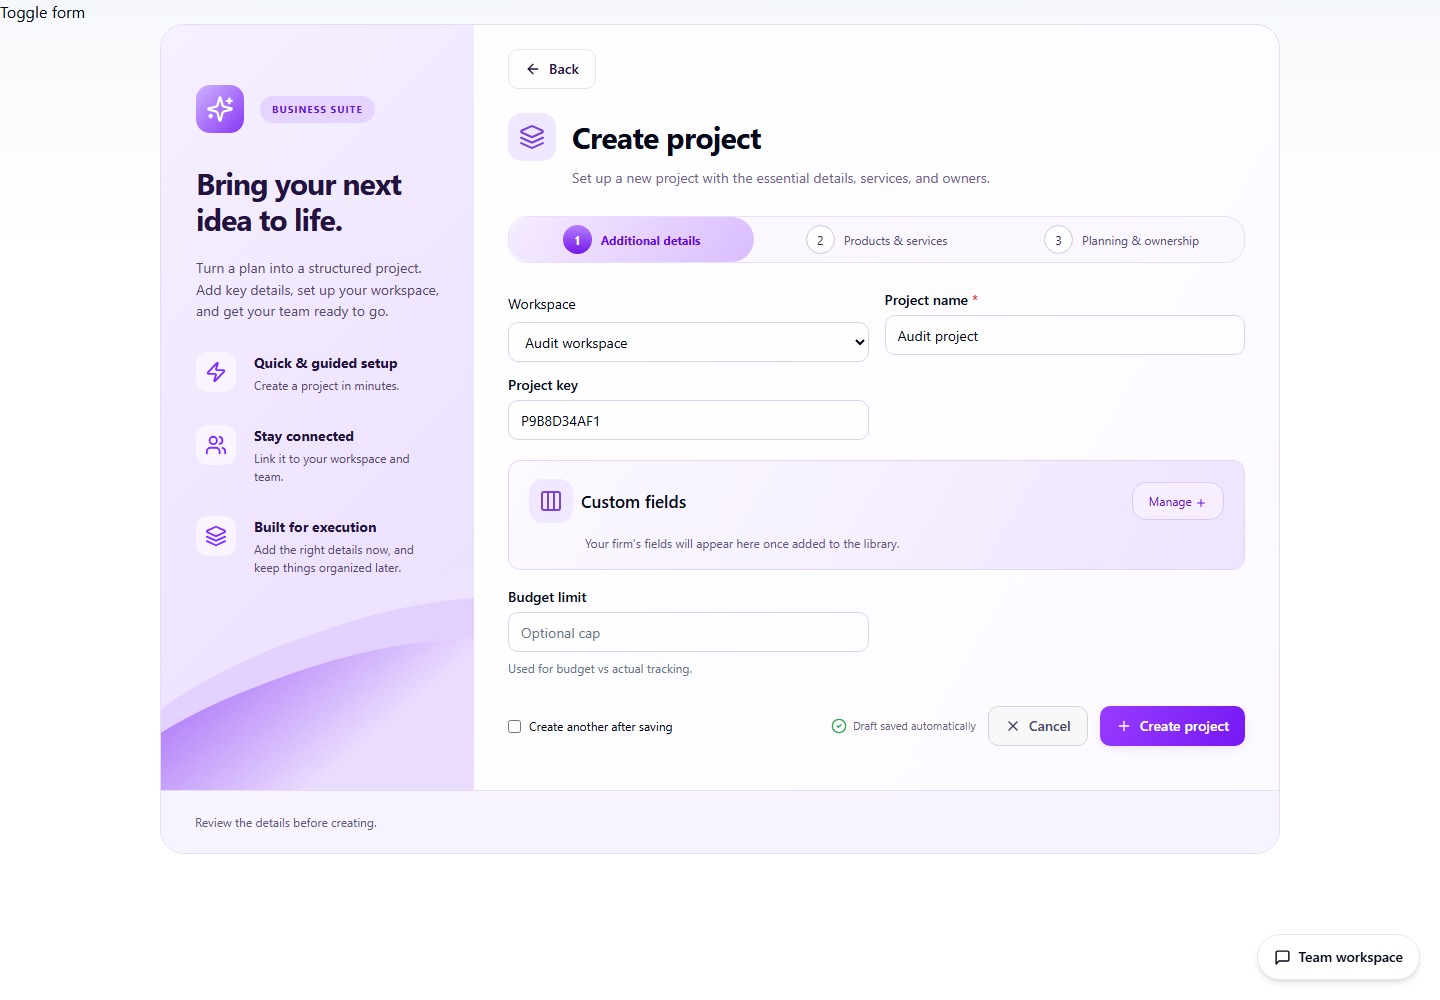 Toggle form
BUSINESS SUITE
Bring your next
idea to life.
Turn a plan into a structured project.
Add key details, set up your workspace,
and get your team ready to go.
Quick & guided setup
Create a project in minutes.
Stay connected
Link it to your workspace and
team.
Built for execution
Add the right details now, and
keep things organized later.
Back
Create project
Set up a new project with the essential details, services, and owners.
1 Additional details
2 Products & services
3 Planning & ownership
Workspace
Audit workspace
Project name *
Audit project
Project key
P9B8D34AF1
Custom fields
Manage +
Your firm's fields will appear here once added to the library.
Budget limit
Optional cap
Used for budget vs actual tracking.
Create another after saving
Draft saved automatically
Cancel
Create project
Review the details before creating.
Team workspace